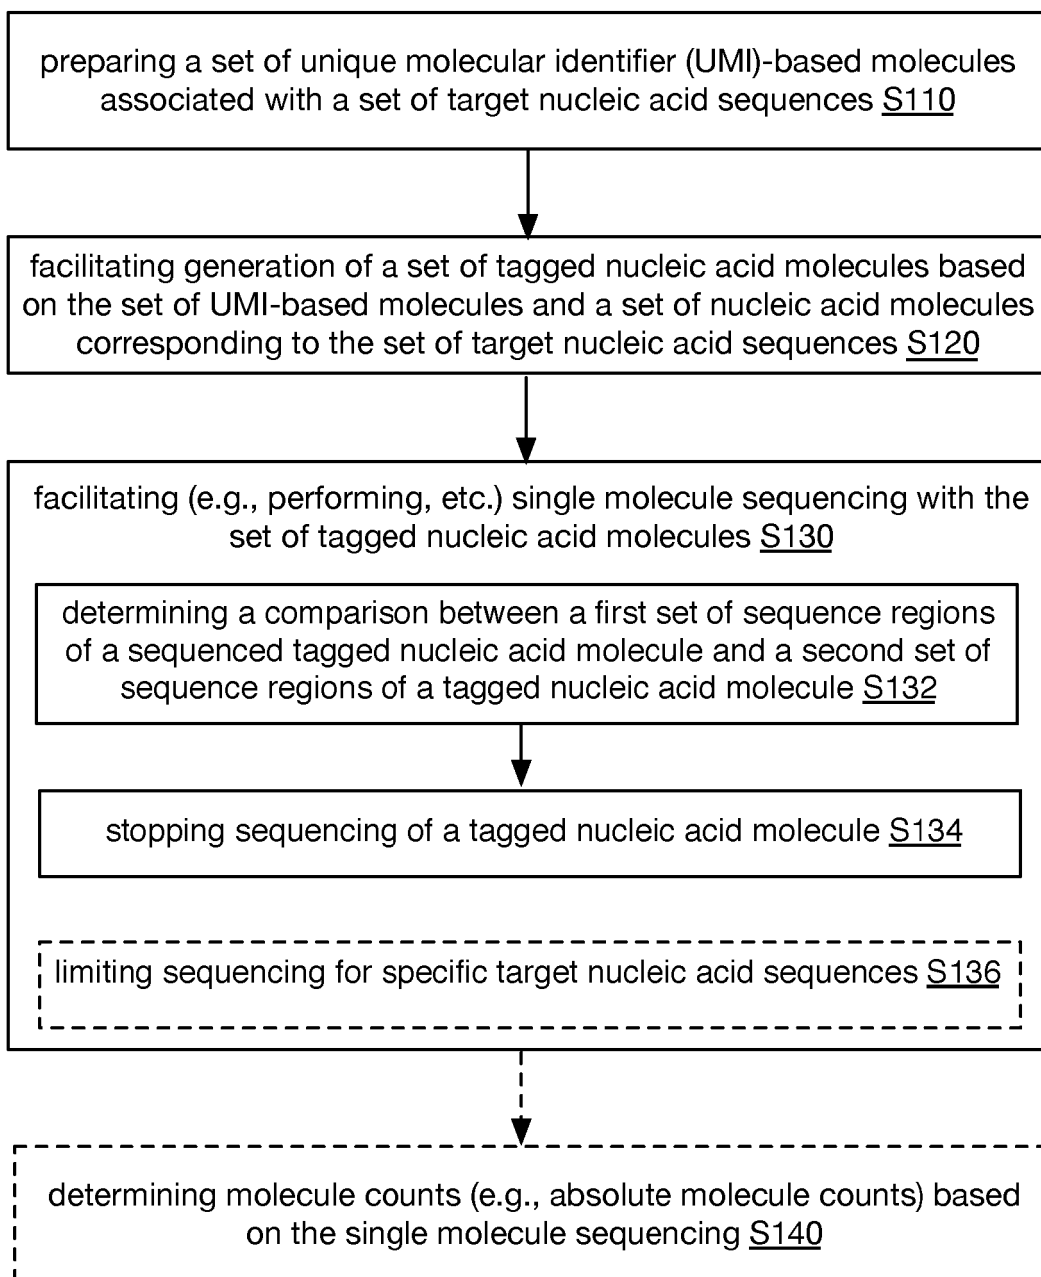 preparing a set of unique molecular identifier (UMI)-based molecules
associated with a set of target nucleic acid sequences S110
facilitating generation of a set of tagged nucleic acid molecules based
on the set of UMI-based molecules and a set of nucleic acid molecules
corresponding to the set of target nucleic acid sequences S120
facilitating (e.g., performing, etc.) single molecule sequencing with the
set of tagged nucleic acid molecules S130
determining a comparison between a first set of sequence regions
of a sequenced tagged nucleic acid molecule and a second set of
sequence regions of a tagged nucleic acid molecule S132
stopping sequencing of a tagged nucleic acid molecule S134
limiting sequencing for specific target nucleic acid sequences S136
determining molecule counts (e.g., absolute molecule counts) based
on the single molecule sequencing S140